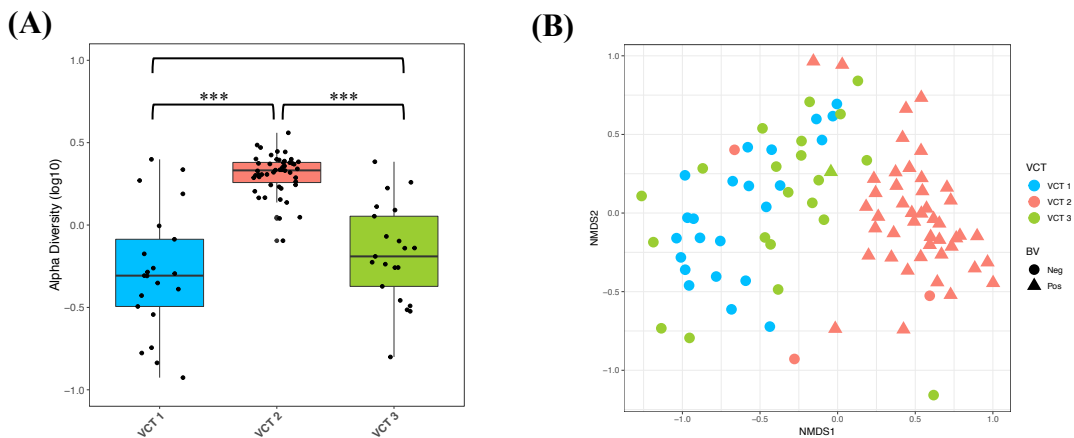 (A)
(B)
*** ***
Alpha Diversity (log10)
1.0
0.5
0.0
−0.5
−1.0
VCT 1
VCT 2
VCT 3
NMDS2
1.0
0.5
0.0
−0.5
−1.0
−1.0 −0.5 0.0 0.5 1.0
NMDS1
VCT
VCT 1
VCT 2
VCT 3
BV
Neg
Pos